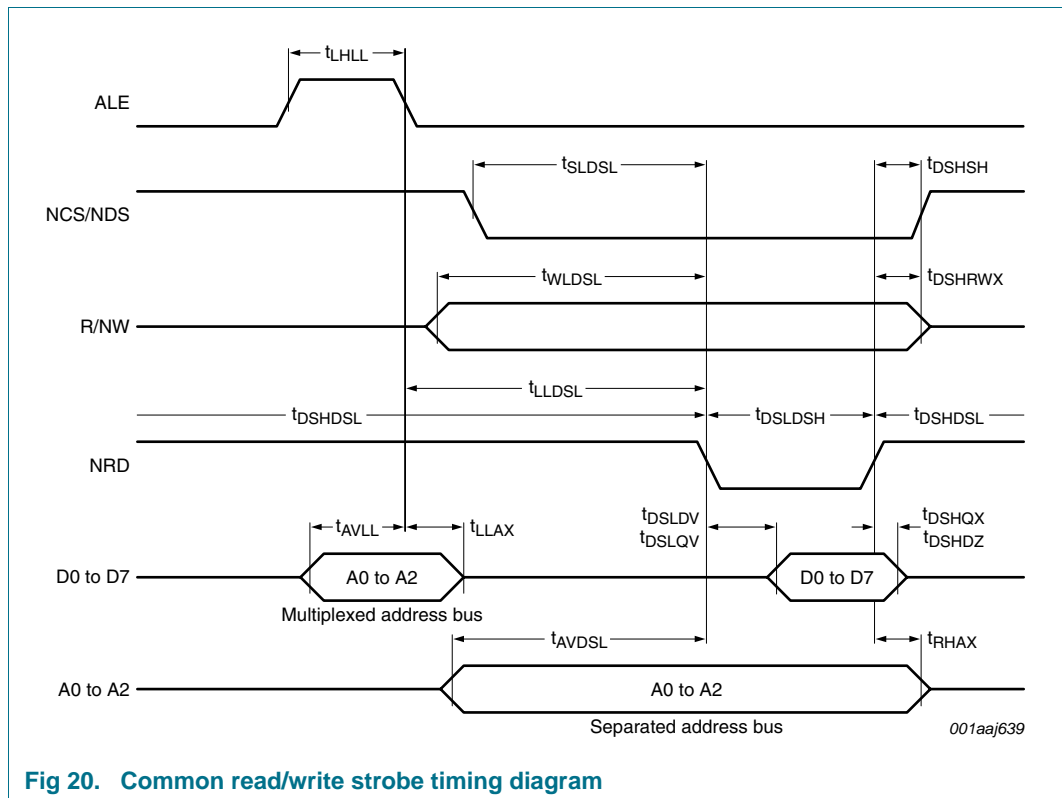 tLHLL
ALE
tSLDSL
tDSHSH
NCS/NDS
tWLDSL
tDSHRWX
R/NW
tLLDSL
tDSHDSL
tDSLDSH
tDSHDSL
NRD
tAVLL
tLLAX
tDSLDV
tDSLQV
tDSHQX
tDSHDZ
D0 to D7
A0 to A2
D0 to D7
Multiplexed address bus
tAVDSL
tRHAX
A0 to A2
A0 to A2
Separated address bus
001aaj639
Fig 20. Common read/write strobe timing diagram